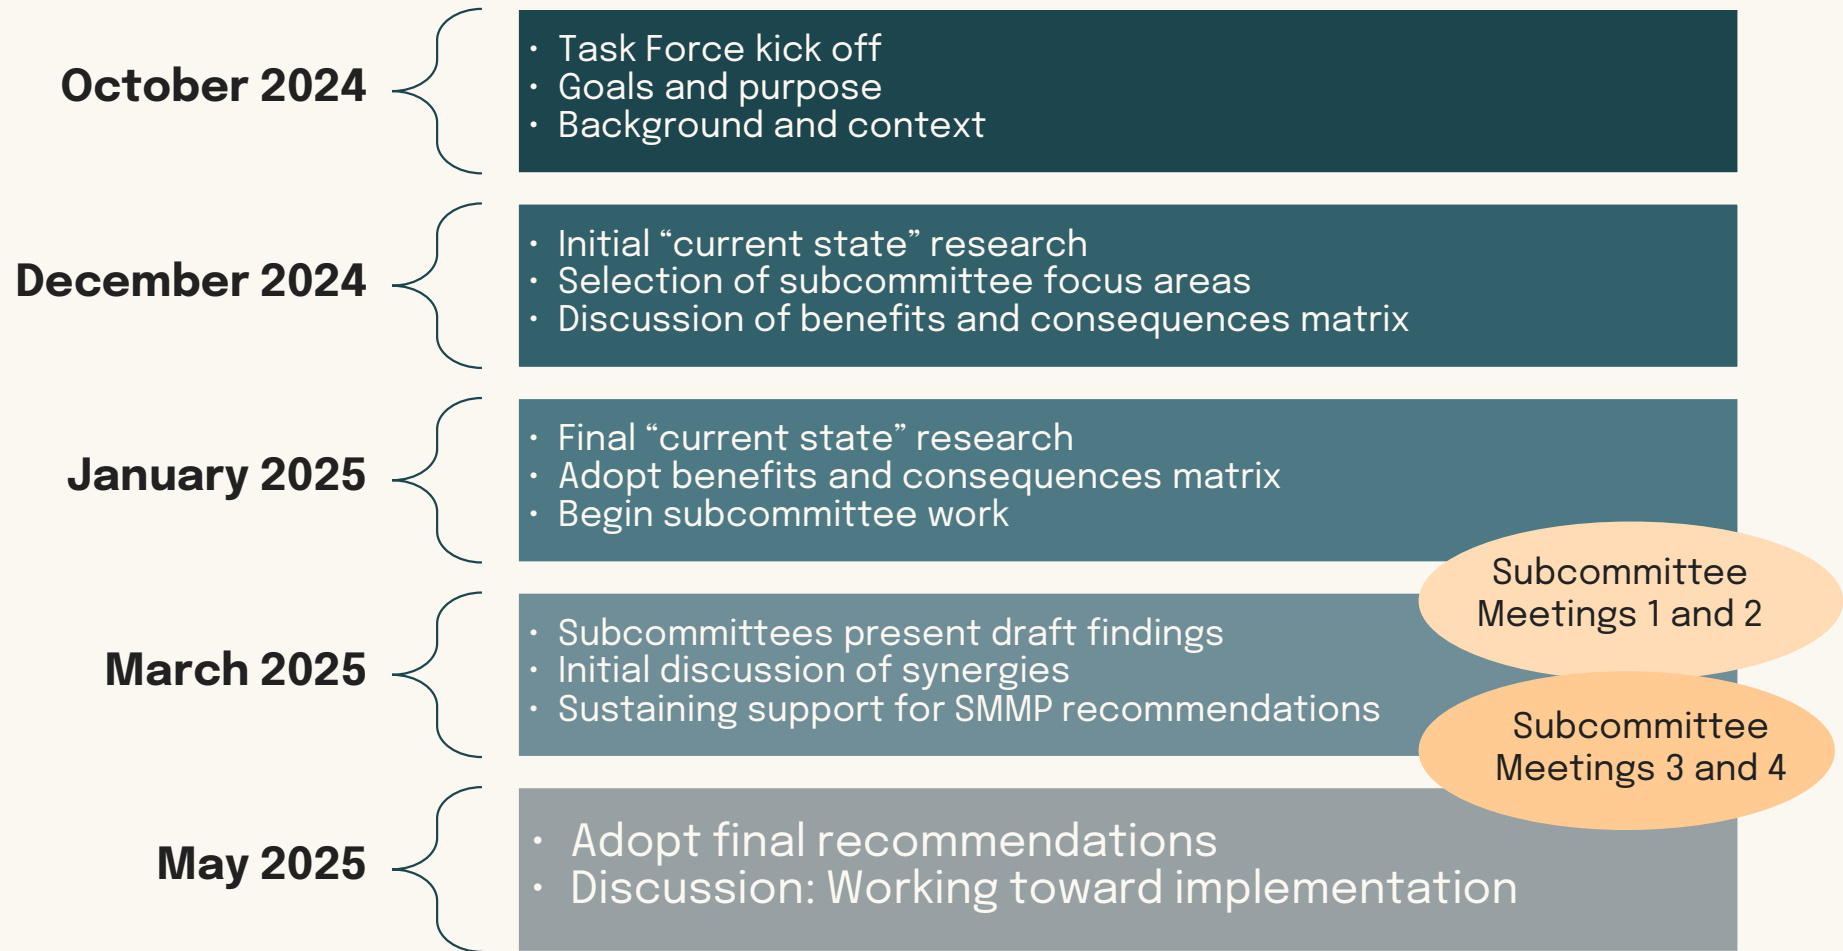 October 2024
• Task Force kick off
• Goals and purpose
• Background and context
December 2024
• Initial “current state” research
• Selection of subcommittee focus areas
• Discussion of benefits and consequences matrix
January 2025
• Final “current state” research
• Adopt benefits and consequences matrix
• Begin subcommittee work
Subcommittee
Meetings 1 and 2
March 2025
• Subcommittees present draft findings
• Initial discussion of synergies
• Sustaining support for SMMP recommendations
Subcommittee
Meetings 3 and 4
May 2025
• Adopt final recommendations
• Discussion: Working toward implementation